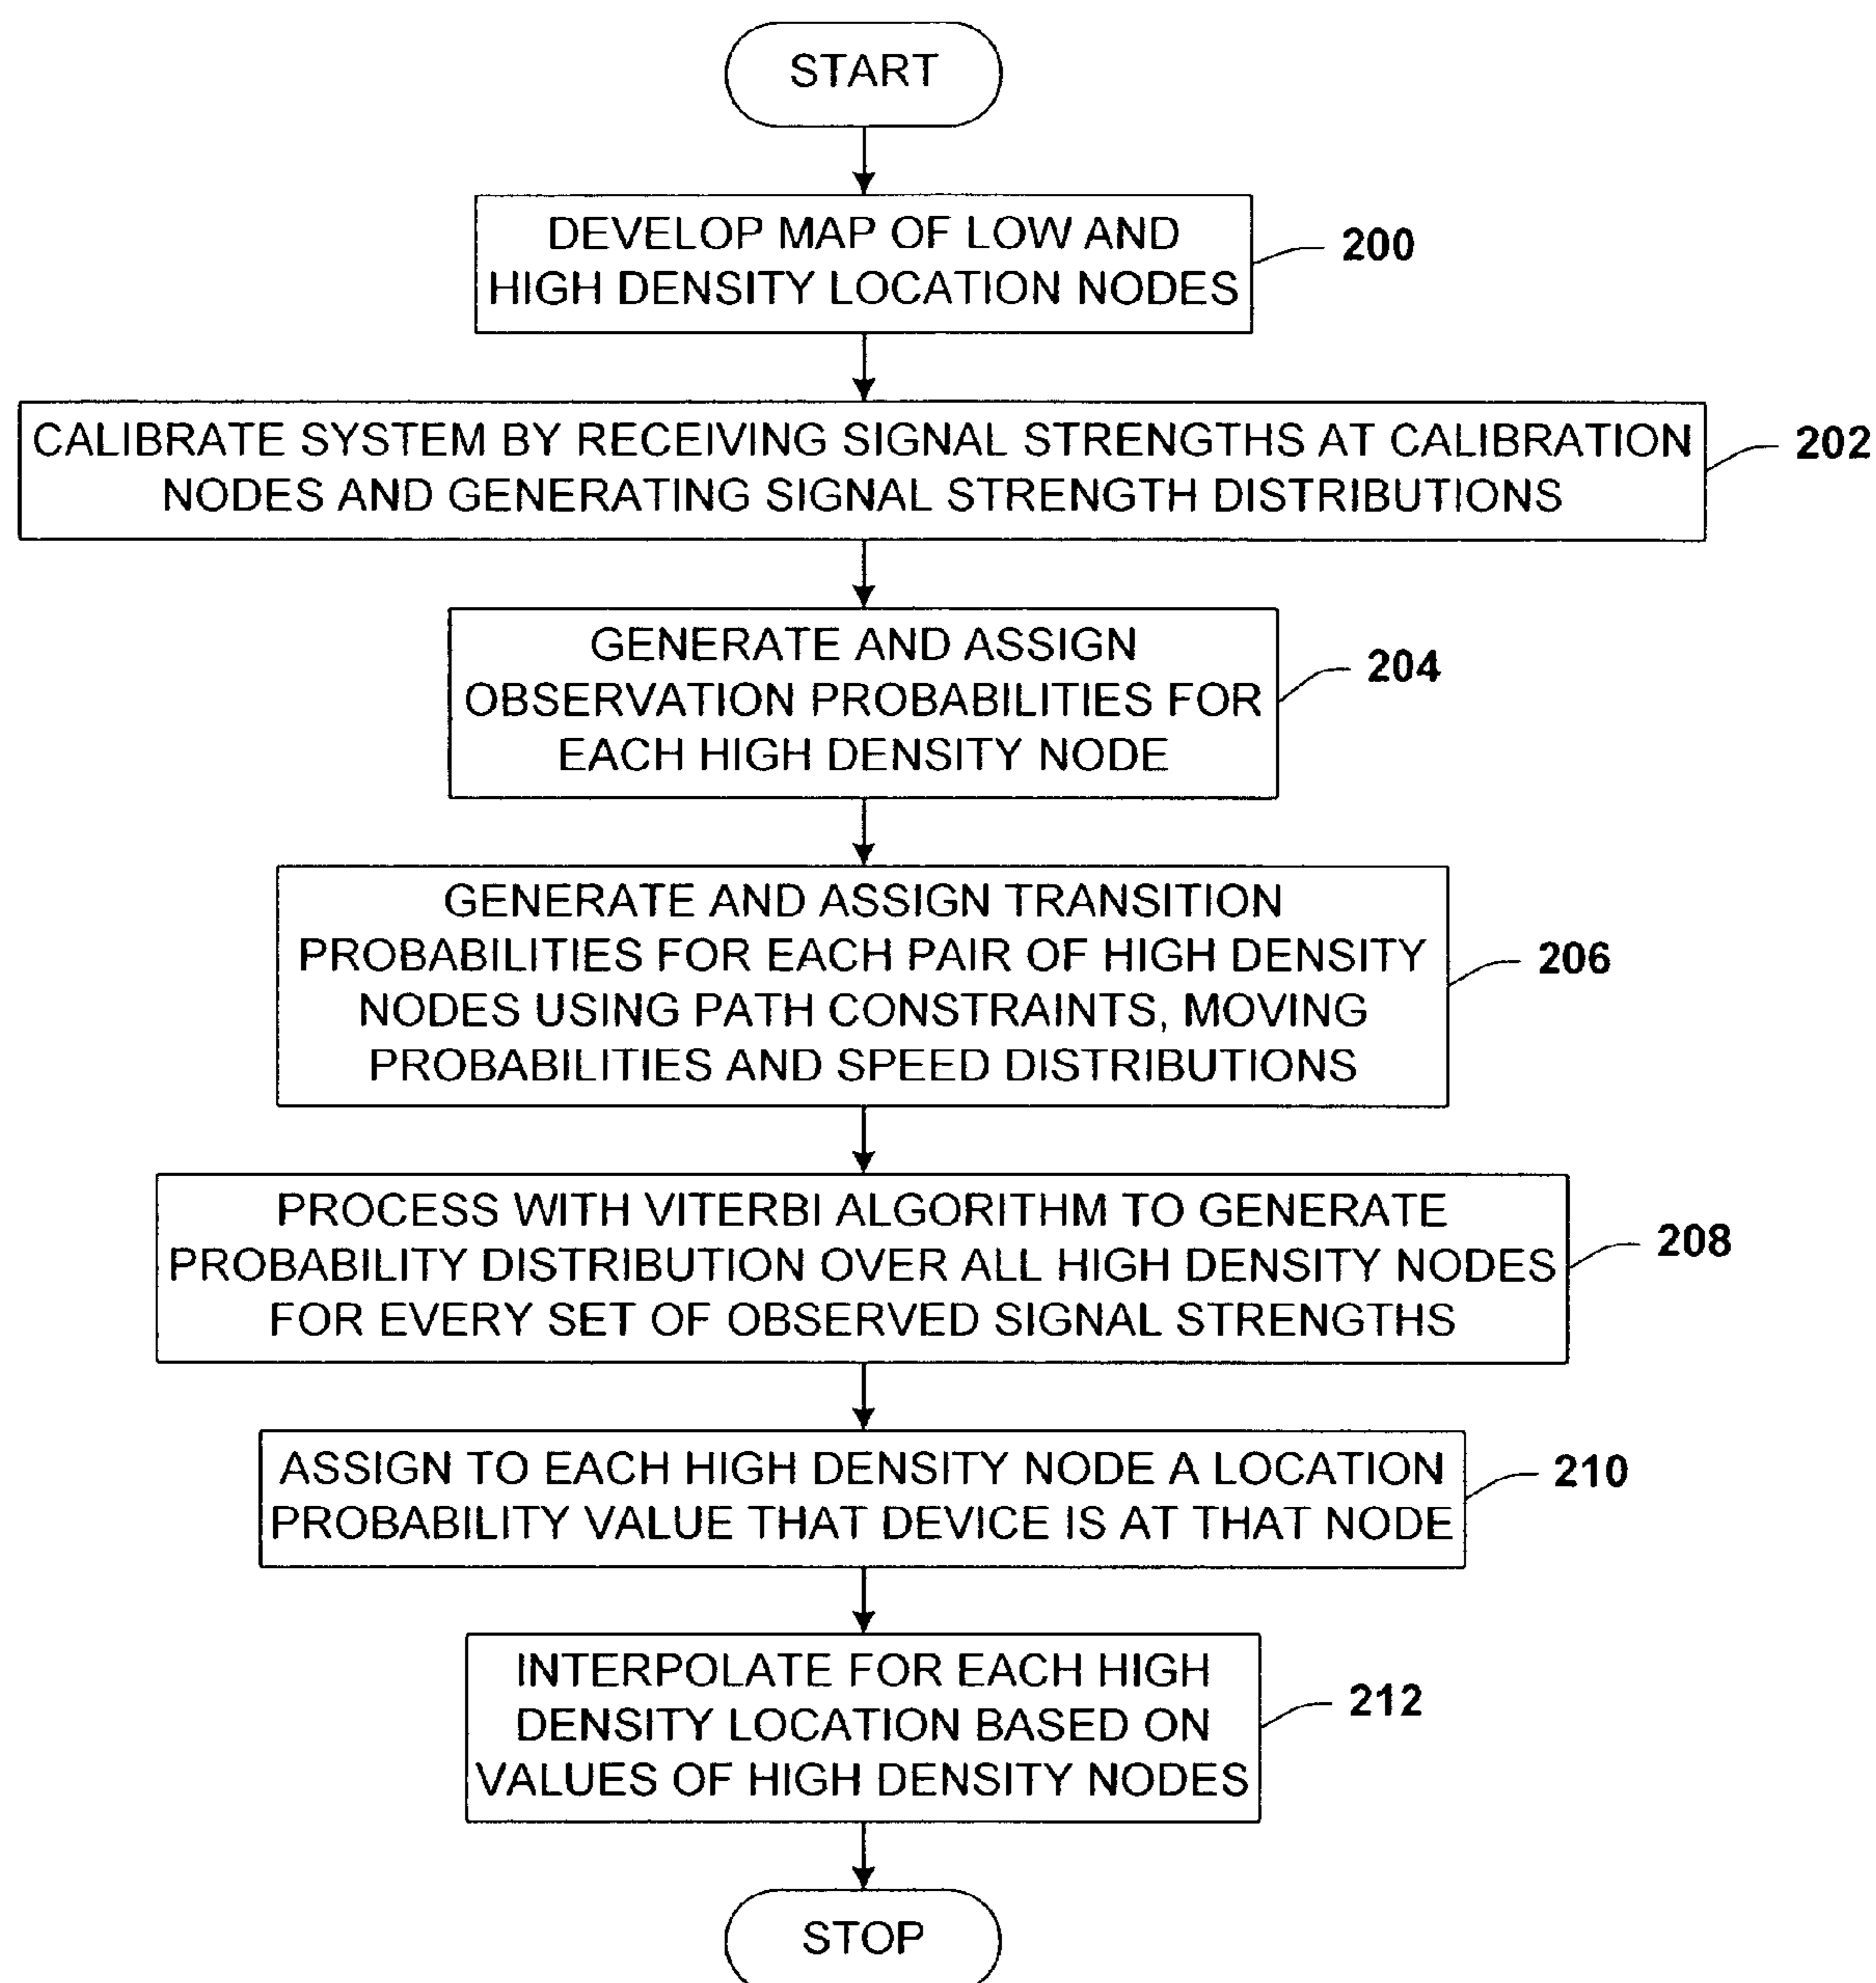 START
DEVELOP MAP OF LOW AND
HIGH DENSITY LOCATION NODES
200
CALIBRATE SYSTEM BY RECEIVING SIGNAL STRENGTHS AT CALIBRATION
NODES AND GENERATING SIGNAL STRENGTH DISTRIBUTIONS
202
GENERATE AND ASSIGN
OBSERVATION PROBABILITIES FOR
EACH HIGH DENSITY NODE
204
GENERATE AND ASSIGN TRANSITION
PROBABILITIES FOR EACH PAIR OF HIGH DENSITY
NODES USING PATH CONSTRAINTS, MOVING
PROBABILITIES AND SPEED DISTRIBUTIONS
206
PROCESS WITH VITERBI ALGORITHM TO GENERATE
PROBABILITY DISTRIBUTION OVER ALL HIGH DENSITY NODES
FOR EVERY SET OF OBSERVED SIGNAL STRENGTHS
208
ASSIGN TO EACH HIGH DENSITY NODE A LOCATION
PROBABILITY VALUE THAT DEVICE IS AT THAT NODE
210
INTERPOLATE FOR EACH HIGH
DENSITY LOCATION BASED ON
VALUES OF HIGH DENSITY NODES
212
STOP